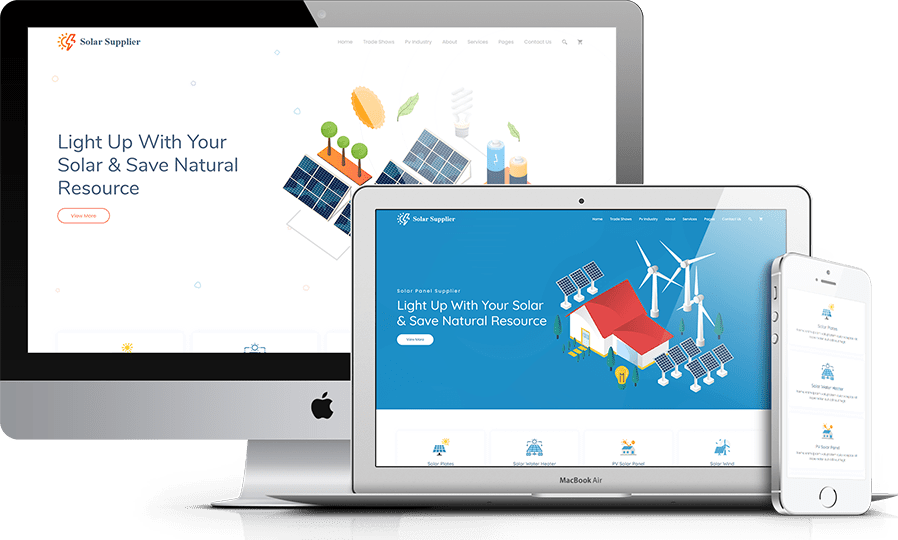 Solar Supplier
Home Trade Shows Pv Industry About Services Pages Contact Us
Light Up With Your
Solar & Save Natural
Resource
View More
Solar Supplier
Home Trade Shows Pv Industry About Services Pages Contact Us
Solar Panel Supplier
Light Up With Your Solar
& Save Natural Resource
View More
Solar Plates Solar Water Heater PV Solar Panel Solar Wind
MacBook Air
Solar Plates
Solar Water Heater
PV Solar Panel